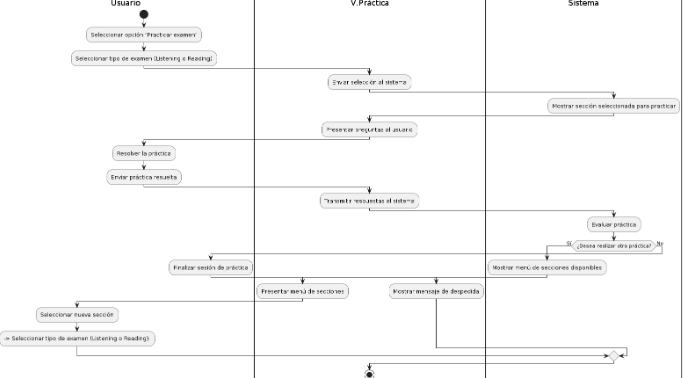 Usuario
V.Práctica
Sistema
Seleccionar opción 'Practicar examen'
Seleccionar tipo de examen (Listening o Reading)
Enviar selección al sistema
Mostrar sección seleccionada para practicar
Presentar preguntas al usuario
Resolver la práctica
Enviar práctica resuelta
Transmitir respuestas al sistema
Evaluar práctica
Sí
¿Desea realizar otra práctica?
No
Finalizar sesión de práctica
Mostrar menú de secciones disponibles
Presentar menú de secciones
Mostrar mensaje de despedida
Seleccionar nueva sección
-> Seleccionar tipo de examen (Listening o Reading)